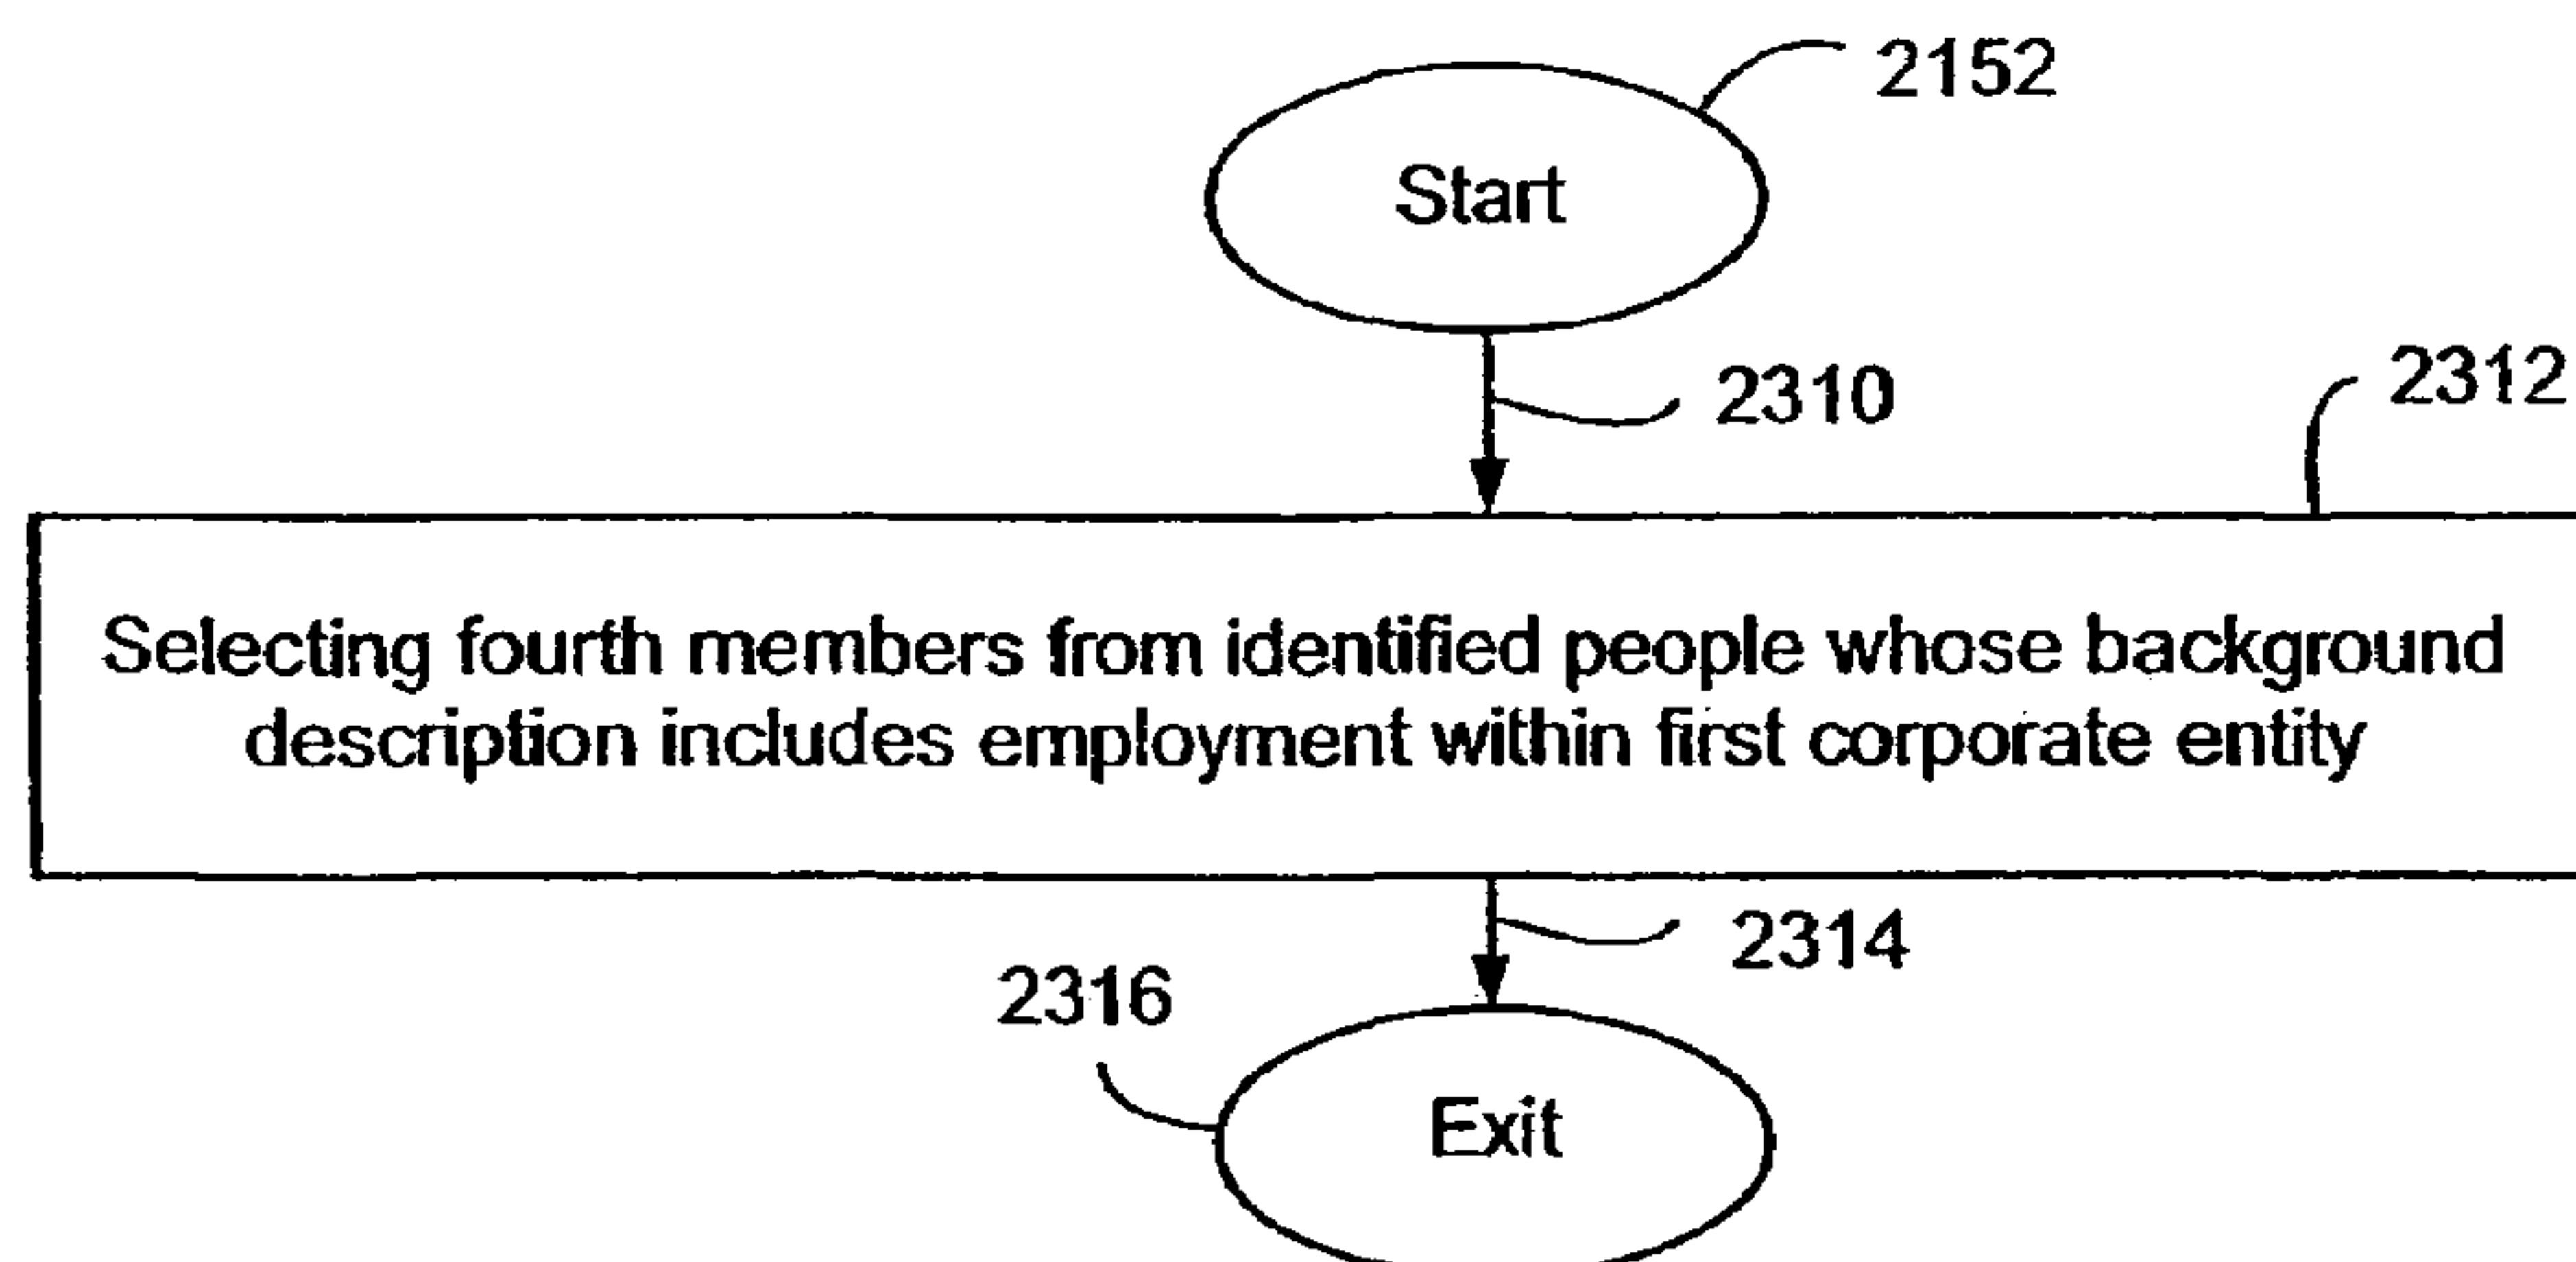 2152
Start
2310
2312
Selecting fourth members from identified people whose background
description includes employment within first corporate entity
2314
2316
Exit